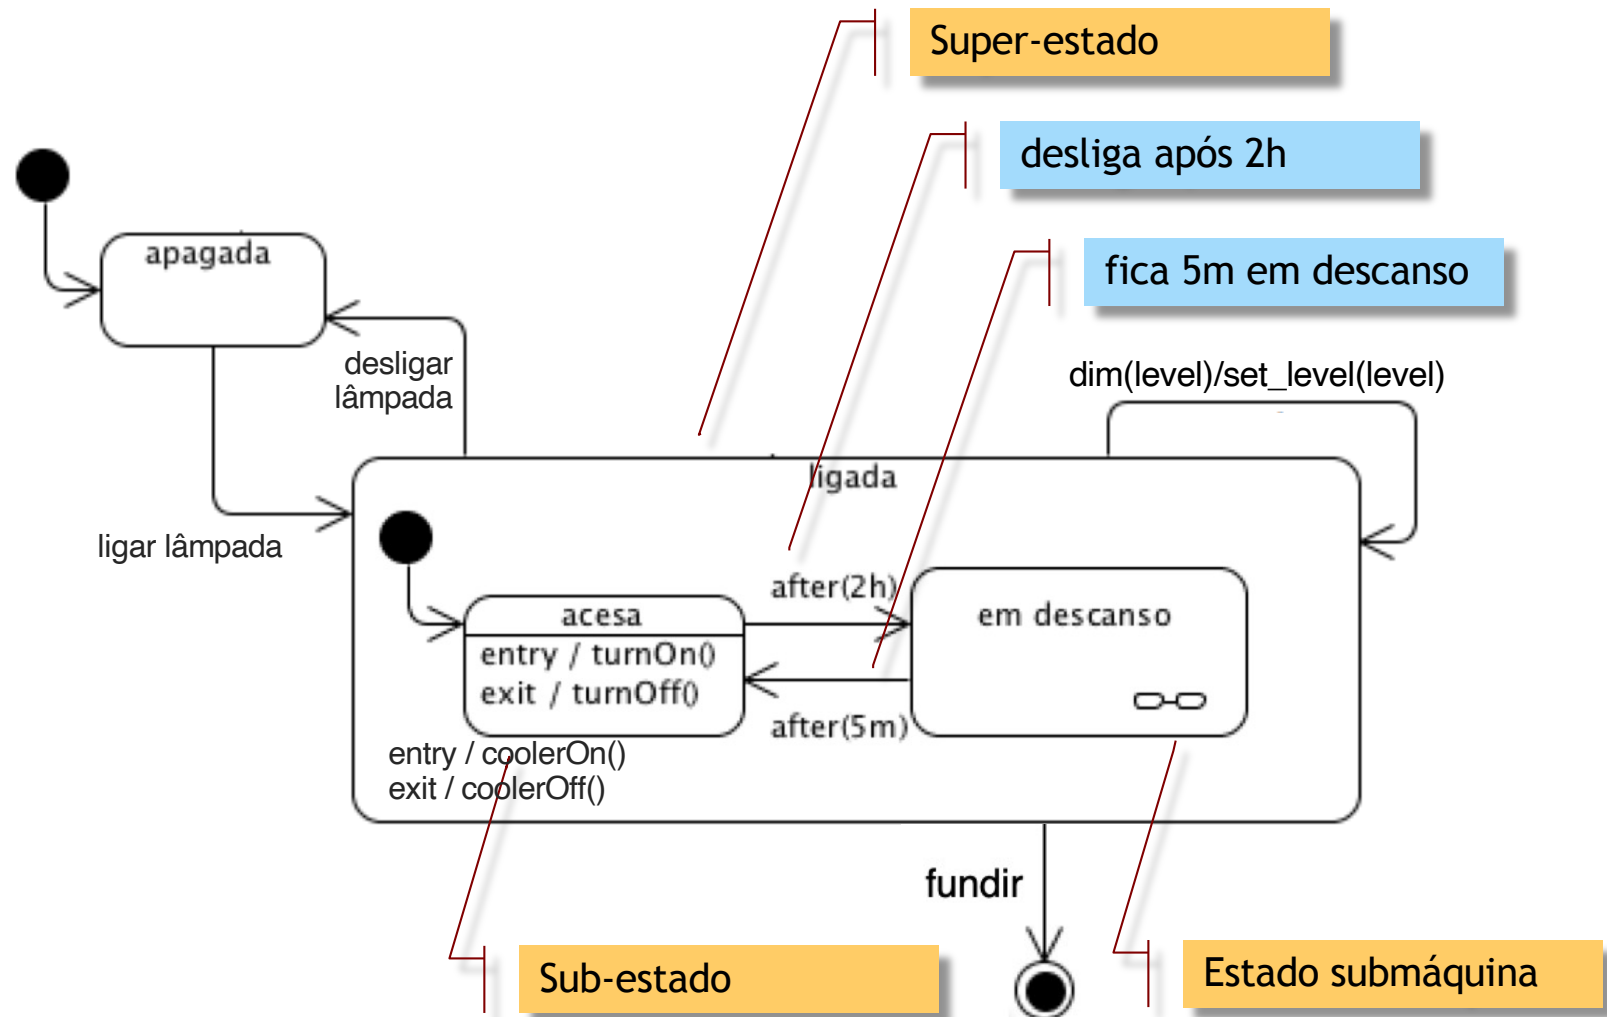 Super-estado
desliga após 2h
apagada
fica 5m em descanso
desligar
lâmpada
dim(level)/set_level(level)
ligada
ligar lâmpada
after(2h)
acesa
em descanso
entry / turnOn()
exit / turnOff()
after(5m)
entry / coolerOn()
exit / coolerOff()
fundir
Sub-estado
Estado submáquina